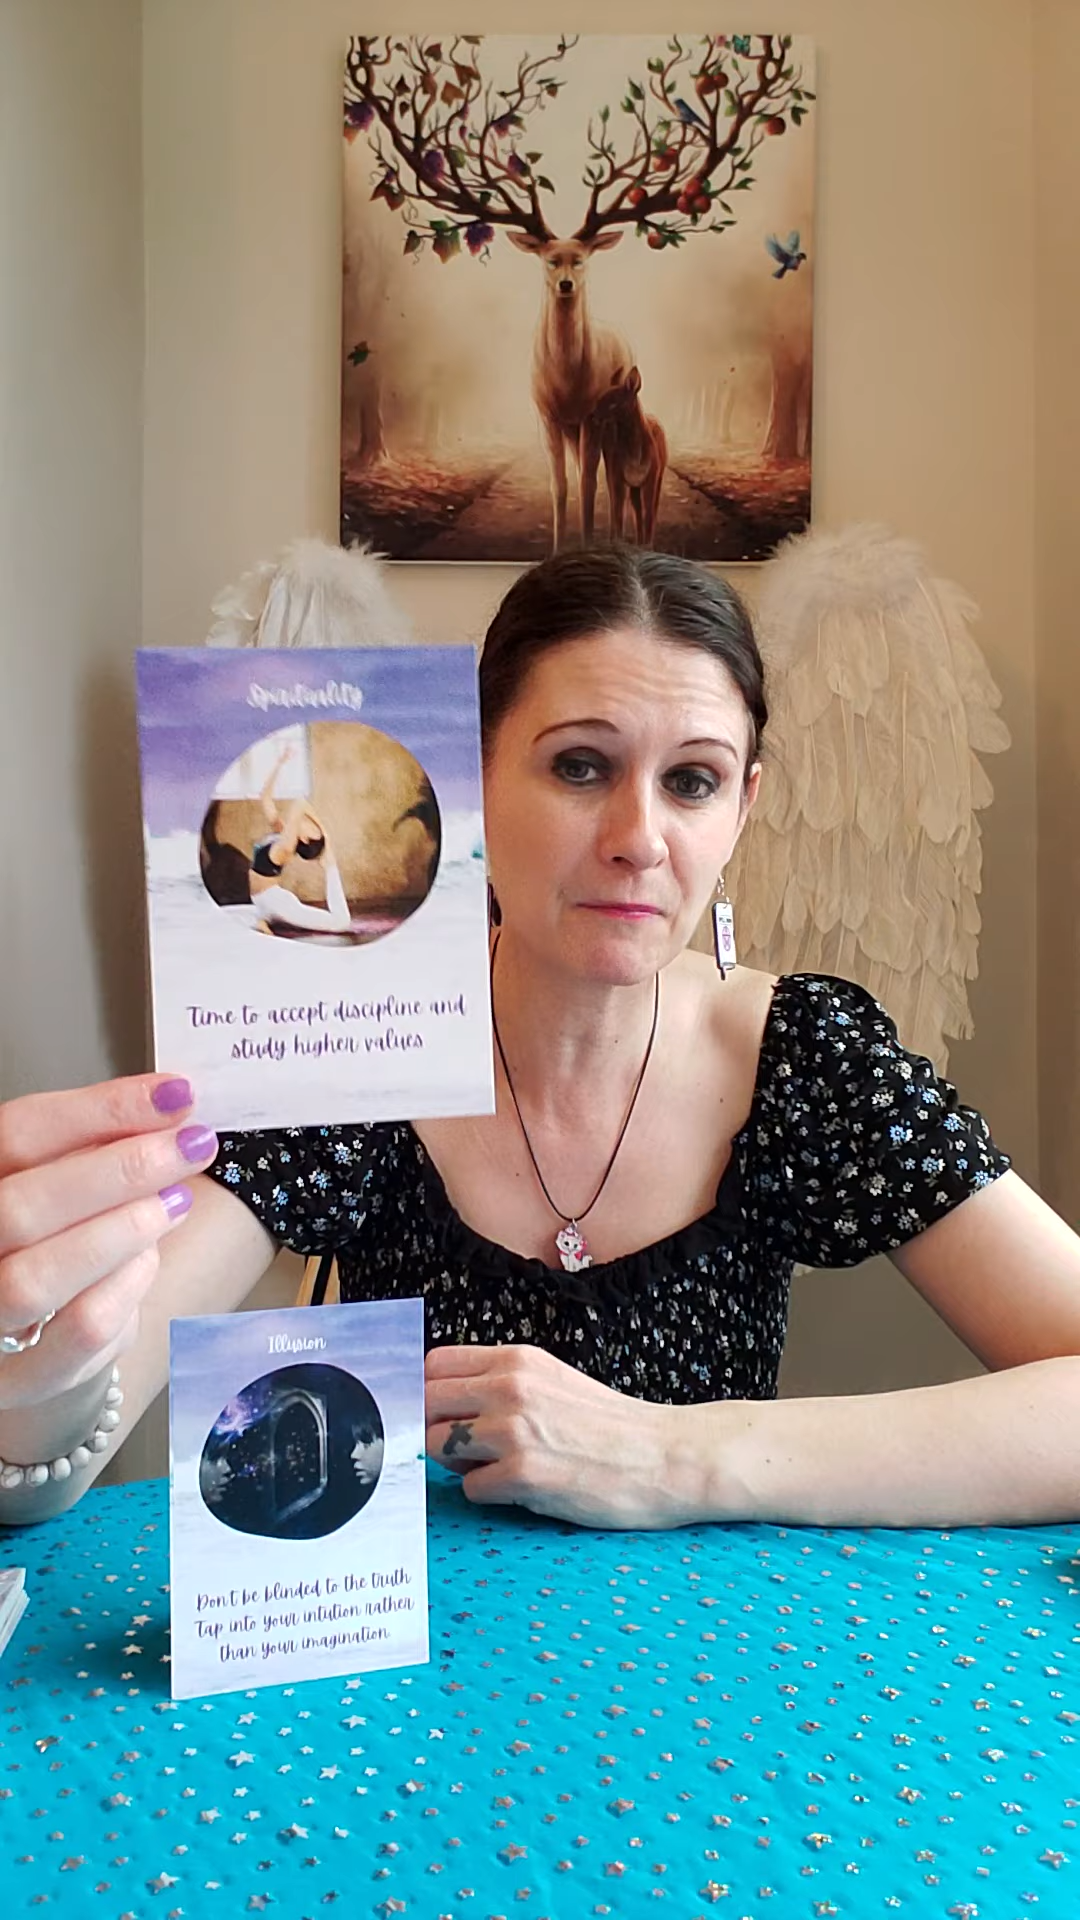 Spirituality
Time to accept discipline and
study higher values
Illusion
Don't be blinded to the truth
Tap into your intution rather
than your imagination